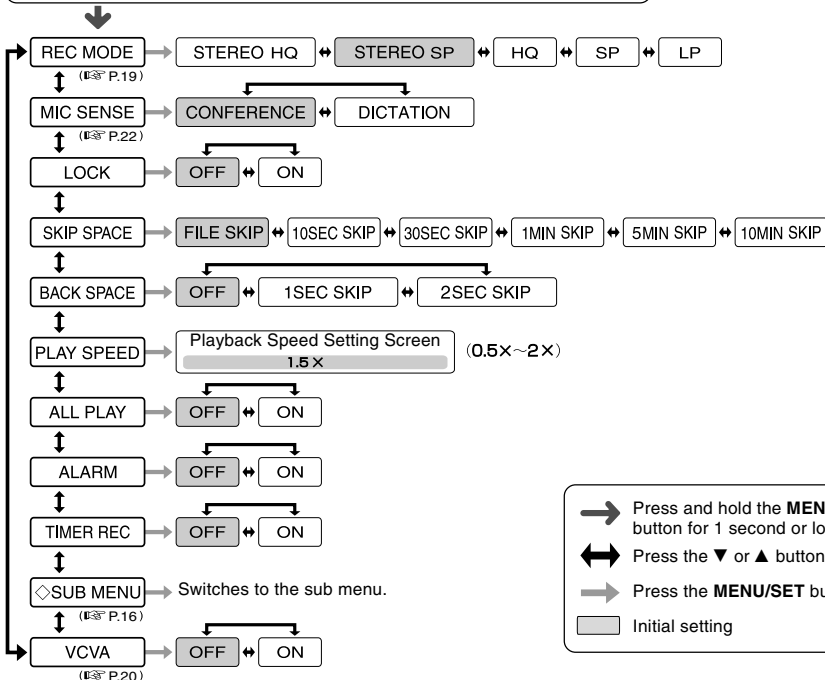 REC MODE STEREO HQ STEREO SP HQ SP LP
(☞ P.19)
MIC SENSE CONFERENCE DICTATION
(☞ P.22)
LOCK OFF ON
SKIP SPACE FILE SKIP 10SEC SKIP 30SEC SKIP 1MIN SKIP 5MIN SKIP 10MIN SKIP
BACK SPACE OFF 1SEC SKIP 2SEC SKIP
PLAY SPEED Playback Speed Setting Screen (0.5×~2×)
1.5×
ALL PLAY OFF ON
ALARM OFF ON
TIMER REC OFF ON
◇SUB MENU Switches to the sub menu.
(☞ P.16)
VCVA OFF ON
(☞ P.20)
Press and hold the
button for 1 second or
Press the ▼ or ▲ button
Press the MENU/SET
Initial setting